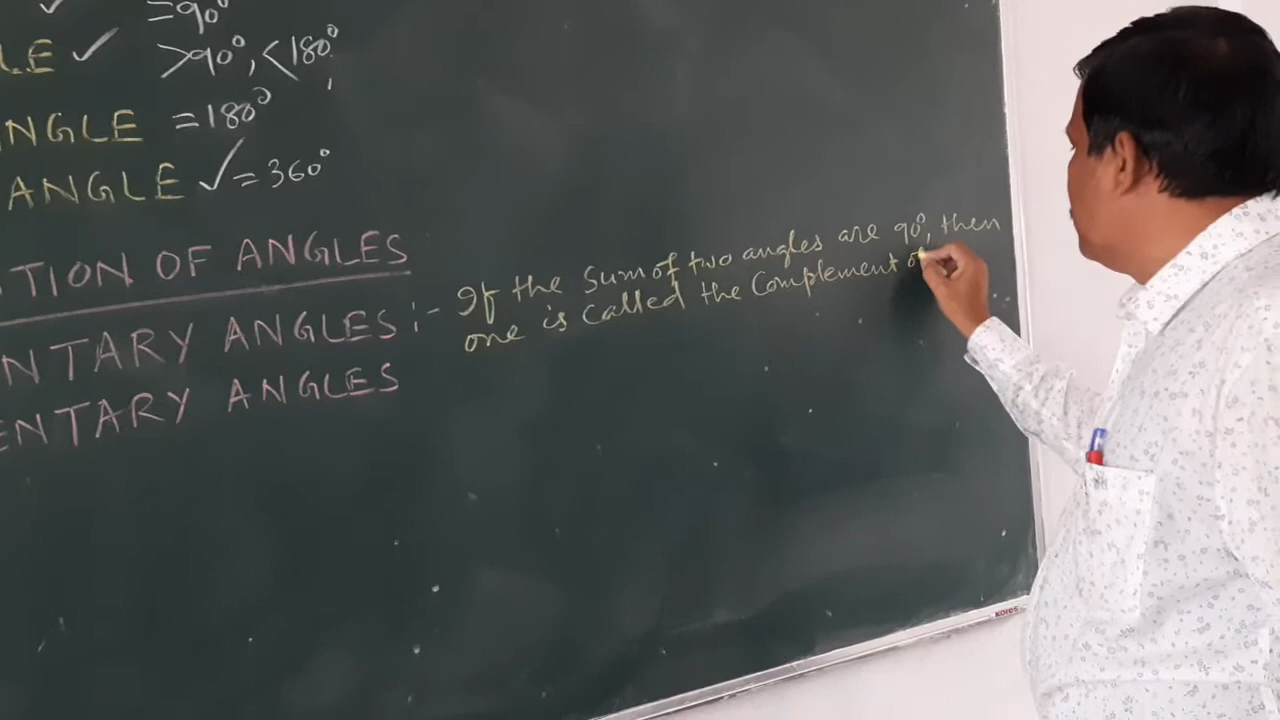 =90°
LE ✓ >90°, <180°,
NGLE =180°
ANGLE ✓ =360°
TION OF ANGLES
NTARY ANGLES :- If the Sum of two angles are 90°, then
one is called the Complement of
ENTARY ANGLES
KORES